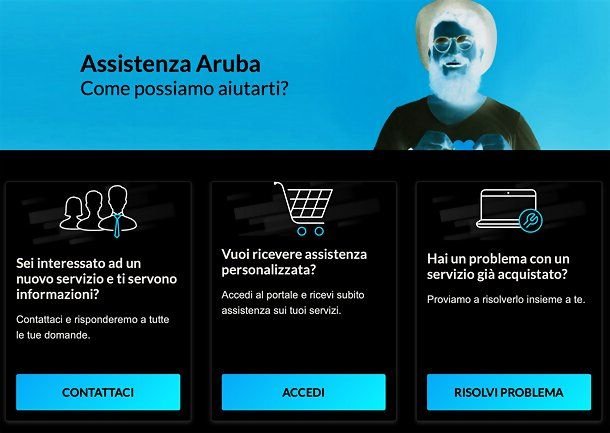 Assistenza Aruba
Come possiamo aiutarti?
Sei interessato ad un
nuovo servizio e ti servono
informazioni?
Contattaci e risponderemo a tutte
le tue domande.
CONTATTACI
Vuoi ricevere assistenza
personalizzata?
Accedi al portale e ricevi subito
assistenza sui tuoi servizi.
ACCEDI
Hai un problema con un
servizio già acquistato?
Proviamo a risolverlo insieme a te.
RISOLVI PROBLEMA